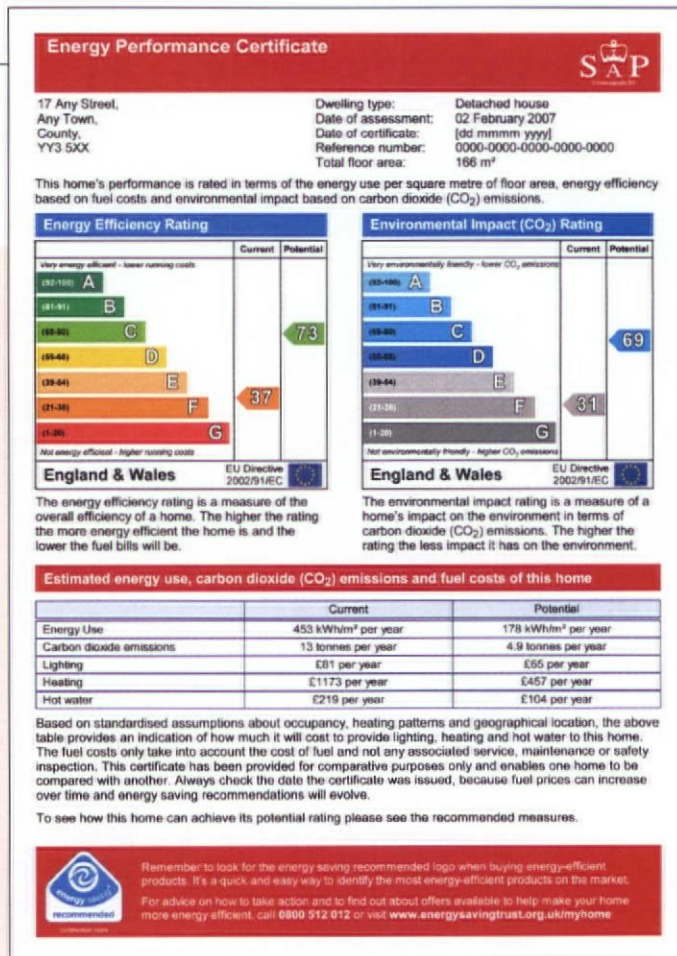 Energy Performance Certificate
SAP
17 Any Street,
Any Town,
County,
YY3 5XX
Dwelling type: Detached house
Date of assessment: 02 February 2007
Date of certificate: [dd mmmm yyyy]
Reference number: 0000-0000-0000-0000-0000
Total floor area: 166 m²
This home's performance is rated in terms of the energy use per square metre of floor area, energy efficiency
based on fuel costs and environmental impact based on carbon dioxide (CO₂) emissions.
Energy Efficiency Rating
Current Potential
Very energy efficient - lower running costs
(92-100) A
(81-91) B
(69-80) C
73
(55-68) D
(39-54) E
37
(21-38) F
(1-20) G
Not energy efficient - higher running costs
England & Wales
EU Directive
2002/91/EC
The energy efficiency rating is a measure of the
overall efficiency of a home. The higher the rating
the more energy efficient the home is and the
lower the fuel bills will be.
Environmental Impact (CO₂) Rating
Current Potential
Very environmentally friendly - lower CO₂ emissions
(92-100) A
(81-91) B
(69-80) C
69
(55-68) D
(39-54) E
(21-38) F
31
(1-20) G
Not environmentally friendly - higher CO₂ emissions
England & Wales
EU Directive
2002/91/EC
The environmental impact rating is a measure of a
home's impact on the environment in terms of
carbon dioxide (CO₂) emissions. The higher the
rating the less impact it has on the environment.
Estimated energy use, carbon dioxide (CO₂) emissions and fuel costs of this home
Current Potential
Energy Use 453 kWh/m² per year 178 kWh/m² per year
Carbon dioxide emissions 13 tonnes per year 4.9 tonnes per year
Lighting £81 per year £65 per year
Heating £1173 per year £457 per year
Hot water £219 per year £104 per year
Based on standardised assumptions about occupancy, heating patterns and geographical location, the above
table provides an indication of how much it will cost to provide lighting, heating and hot water to this home.
The fuel costs only take into account the cost of fuel and not any associated service, maintenance or safety
inspection. This certificate has been provided for comparative purposes only and enables one home to be
compared with another. Always check the date the certificate was issued, because fuel prices can increase
over time and energy saving recommendations will evolve.
To see how this home can achieve its potential rating please see the recommended measures.
energy saving
recommended
Remember to look for the energy saving recommended logo when buying energy-efficient
products. It's a quick and easy way to identify the most energy-efficient products on the market.
For advice on how to take action and to find out about offers available to help make your home
more energy efficient, call 0800 512 012 or visit www.energysavingtrust.org.uk/myhome